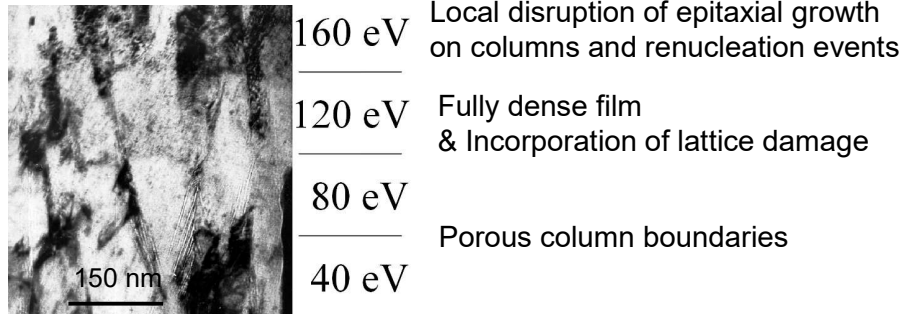 160 eV
Local disruption of epitaxial growth
on columns and renucleation events
120 eV
Fully dense film
& Incorporation of lattice damage
80 eV
Porous column boundaries
40 eV
150 nm